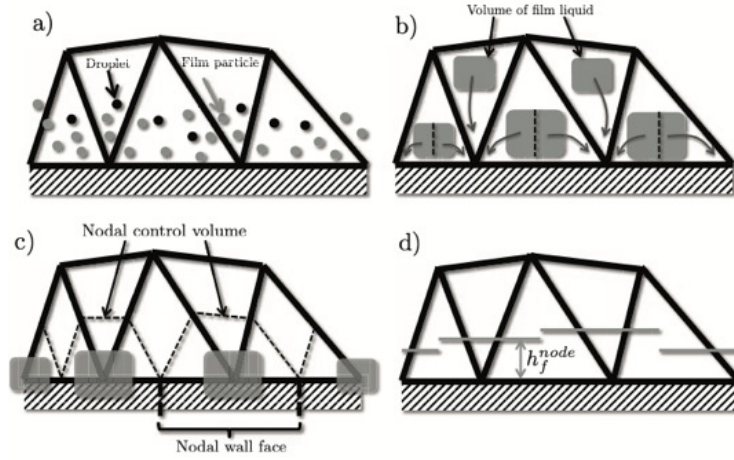 a)
Droplet
Film particle
b)
Volume of film liquid
c)
Nodal control volume
Nodal wall face
d)
h_f^{node}